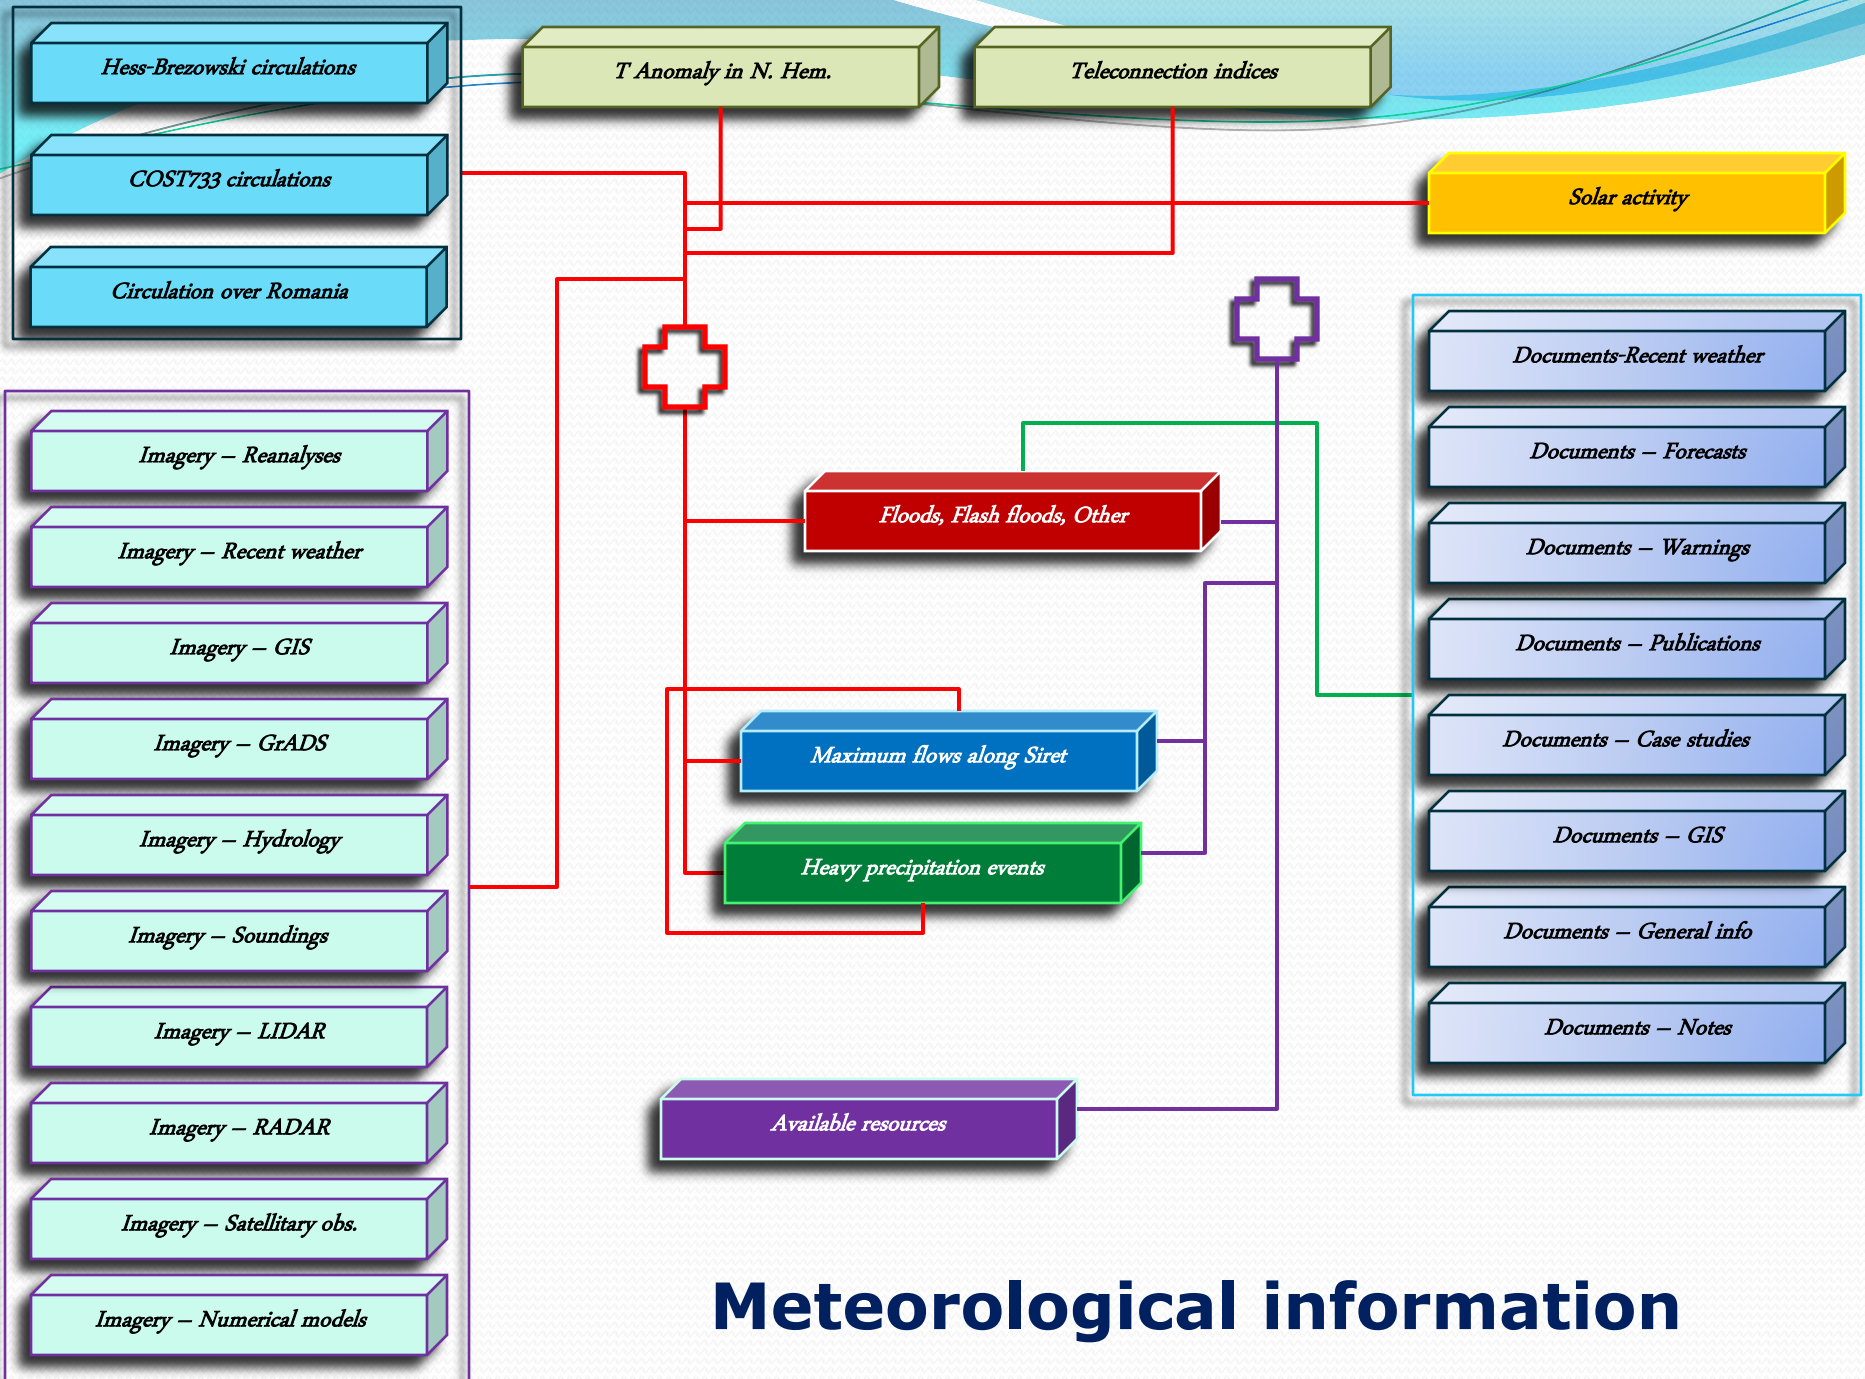 Hess-Brezowski circulations
COST733 circulations
Circulation over Romania
T Anomaly in N. Hem.
Teleconnection indices
Solar activity
Imagery – Reanalyses
Imagery – Recent weather
Imagery – GIS
Imagery – GrADS
Imagery – Hydrology
Imagery – Soundings
Imagery – LIDAR
Imagery – RADAR
Imagery – Satellitary obs.
Imagery – Numerical models
Floods, Flash floods, Other
Maximum flows along Siret
Heavy precipitation events
Available resources
Documents-Recent weather
Documents – Forecasts
Documents – Warnings
Documents – Publications
Documents – Case studies
Documents – GIS
Documents – General info
Documents – Notes
Meteorological information